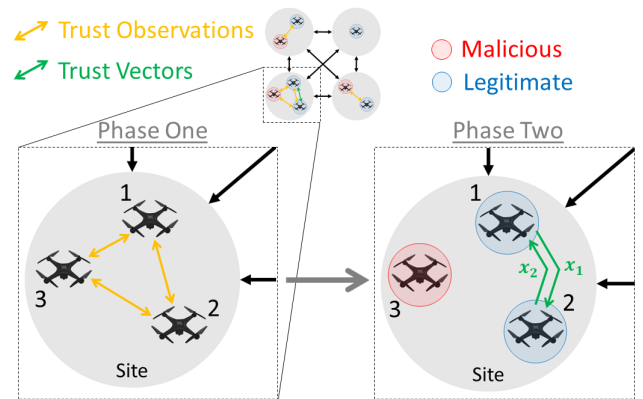 Trust Observations
Trust Vectors
Malicious
Legitimate
Phase One
Phase Two
1
2
3
Site
1
x₂ x₁
2
3
Site